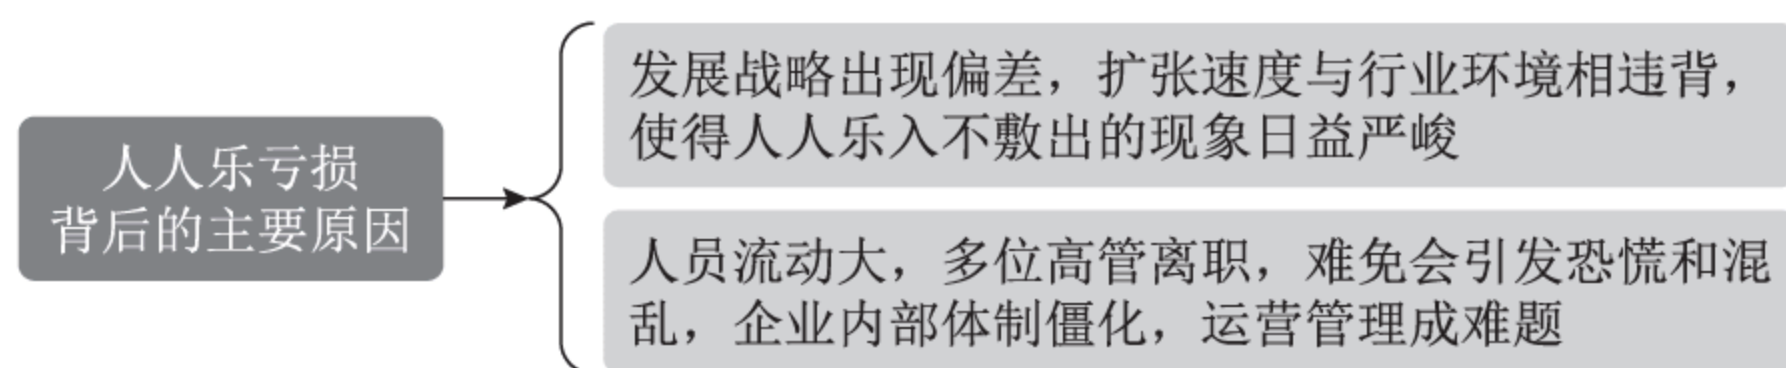 人人乐亏损
背后的主要原因
发展战略出现偏差，扩张速度与行业环境相违背，
使得人人乐入不敷出的现象日益严峻
人员流动大，多位高管离职，难免会引发恐慌和混
乱，企业内部体制僵化，运营管理成难题